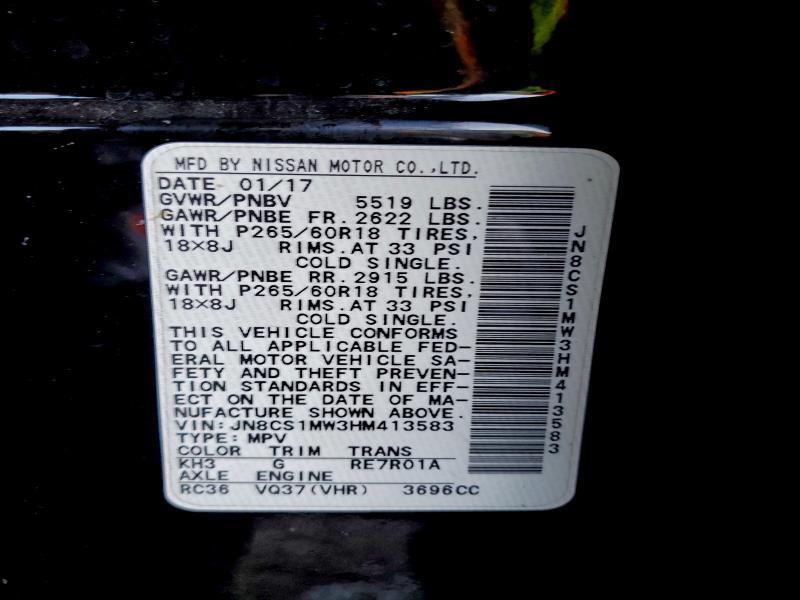 MFD BY NISSAN MOTOR CO.,LTD.
DATE 01/17
GVWR/PNBV 5519 LBS.
GAWR/PNBE FR. 2622 LBS.
WITH P265/60R18 TIRES,
18×8J RIMS.AT 33 PSI
COLD SINGLE.
GAWR/PNBE RR. 2915 LBS.
WITH P265/60R18 TIRES,
18×8J RIMS.AT 33 PSI
COLD SINGLE.
THIS VEHICLE CONFORMS
TO ALL APPLICABLE FED-
ERAL MOTOR VEHICLE SA-
FETY AND THEFT PREVEN-
TION STANDARDS IN EFF-
ECT ON THE DATE OF MA-
NUFACTURE SHOWN ABOVE.
VIN:JN8CS1MW3HM413583
TYPE:MPV
COLOR TRIM TRANS
KH3 G RE7R01A
AXLE ENGINE
RC36 VQ37(VHR) 3696CC
JN8CS1MW3HM413583